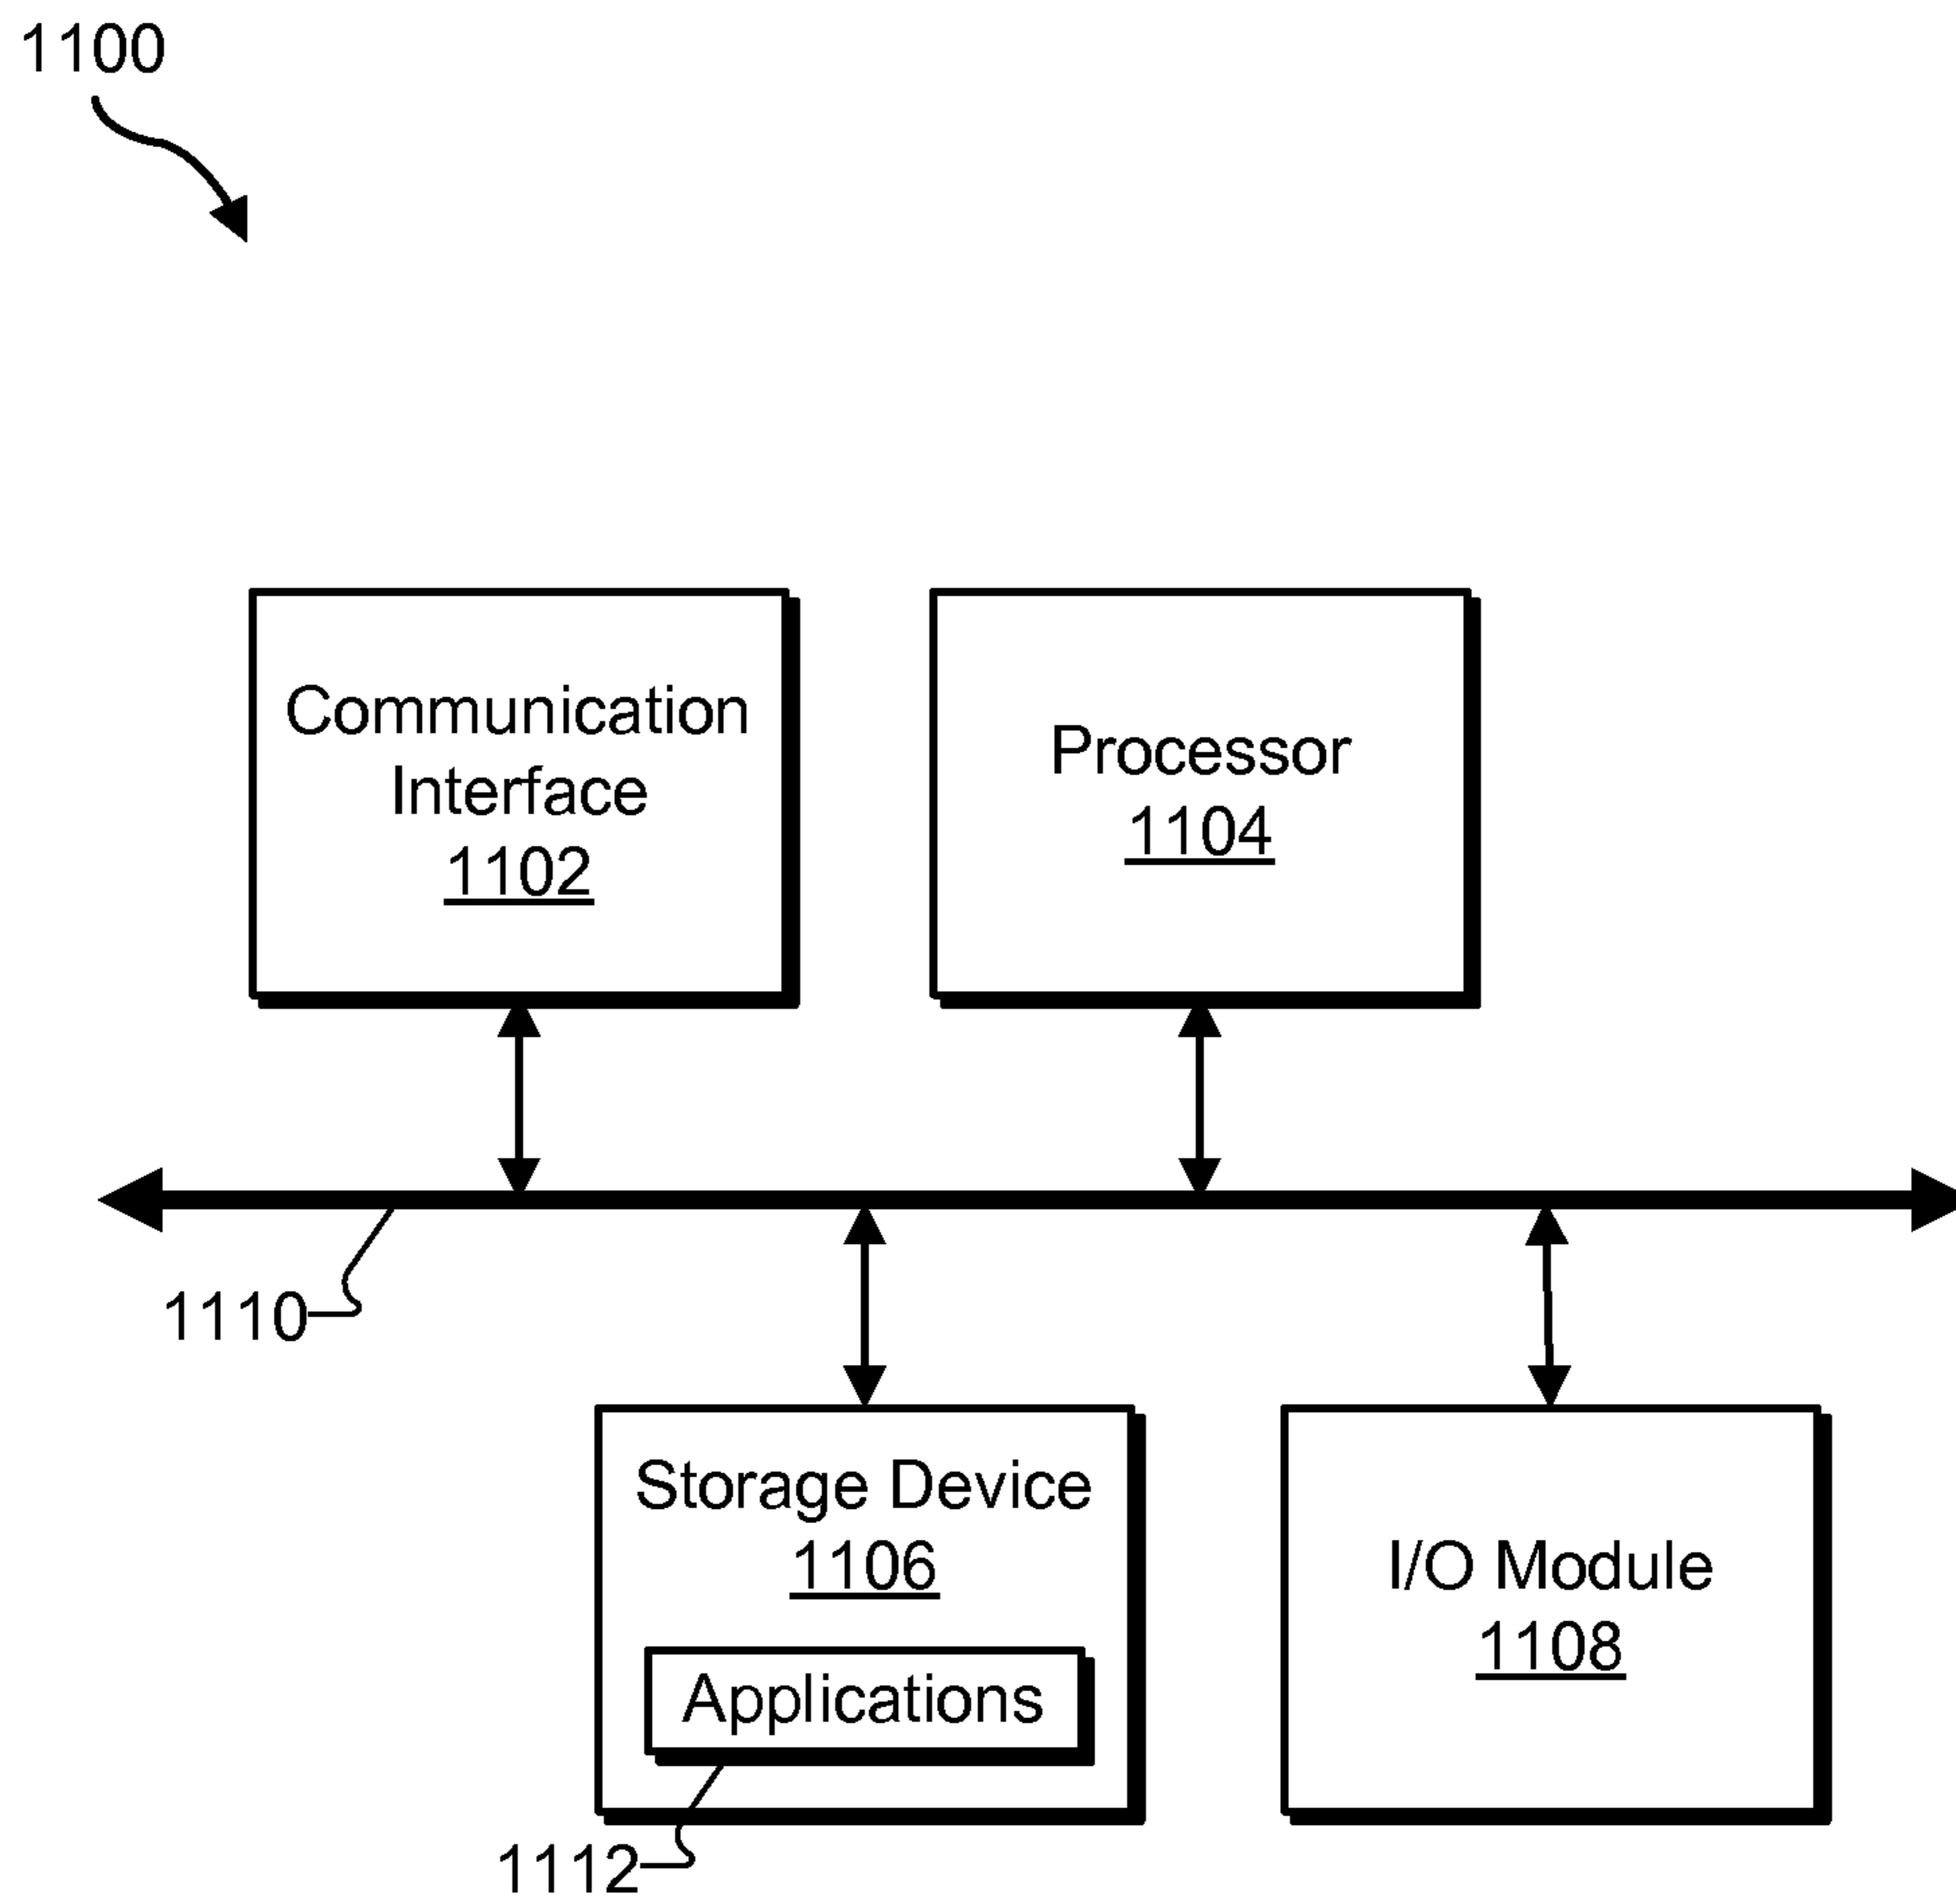 1100
Communication
Interface
1102
Processor
1104
1110
Storage Device
1106
Applications
1112
I/O Module
1108